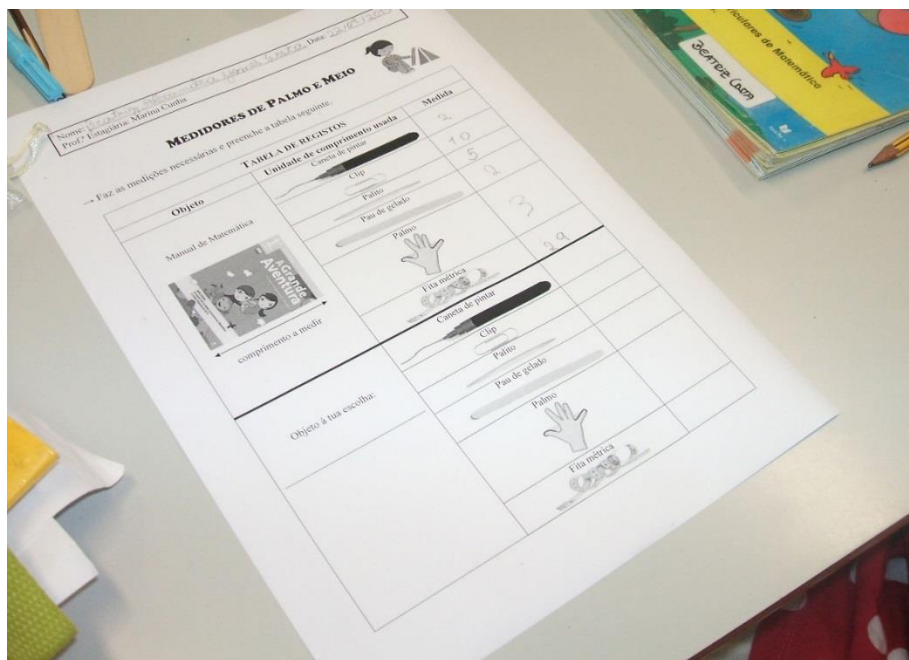 Nome:
Data: 22/
Prof.ª Estagiária: Marina Cunha
MEDIDORES DE PALMO E MEIO
→ Faz as medições necessárias e preenche a tabela seguinte.
TABELA DE REGISTOS
Objeto
Unidade de comprimento usada
Medida
Manual de Matemática
A Grande Aventura
comprimento a medir
Caneta de pintar
2
Clip
10
Palito
5
Pau de gelado
2
Palmo
3
Fita métrica
29
Objeto à tua escolha:
Caneta de pintar
Clip
Palito
Pau de gelado
Palmo
Fita métrica
de Matemática
BEATRIZ